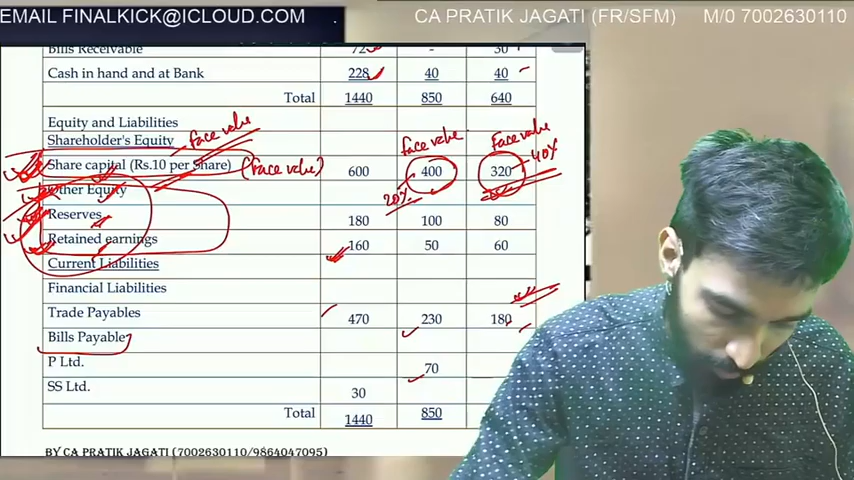 EMAIL FINALKICK@ICLOUD.COM . CA PRATIK JAGATI (FR/SFM) M/0 7002630110
Bills Receivable 72 - 30
Cash in hand and at Bank 228 40 40
Total 1440 850 640
Equity and Liabilities
Shareholder's Equity face value face value Face value
Share capital (Rs.10 per Share) (Face value) 600 400 320 40%
Other Equity 20%
Reserves 180 100 80
Retained earnings 160 50 60
Current Liabilities
Financial Liabilities
Trade Payables 470 230 180
Bills Payable
P Ltd. 70
SS Ltd. 30
Total 1440 850
BY CA PRATIK JAGATI (7002630110/9864047095)